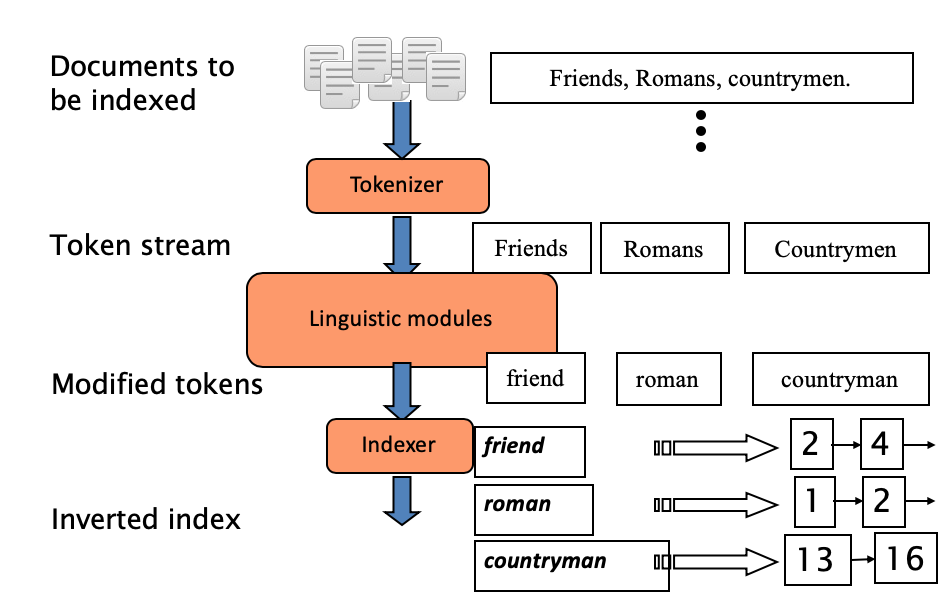 Documents to
be indexed
Friends, Romans, countrymen.
Tokenizer
Token stream
Friends
Romans
Countrymen
Linguistic modules
Modified tokens
friend
roman
countryman
Indexer
friend
2
4
roman
1
2
Inverted index
countryman
13
16